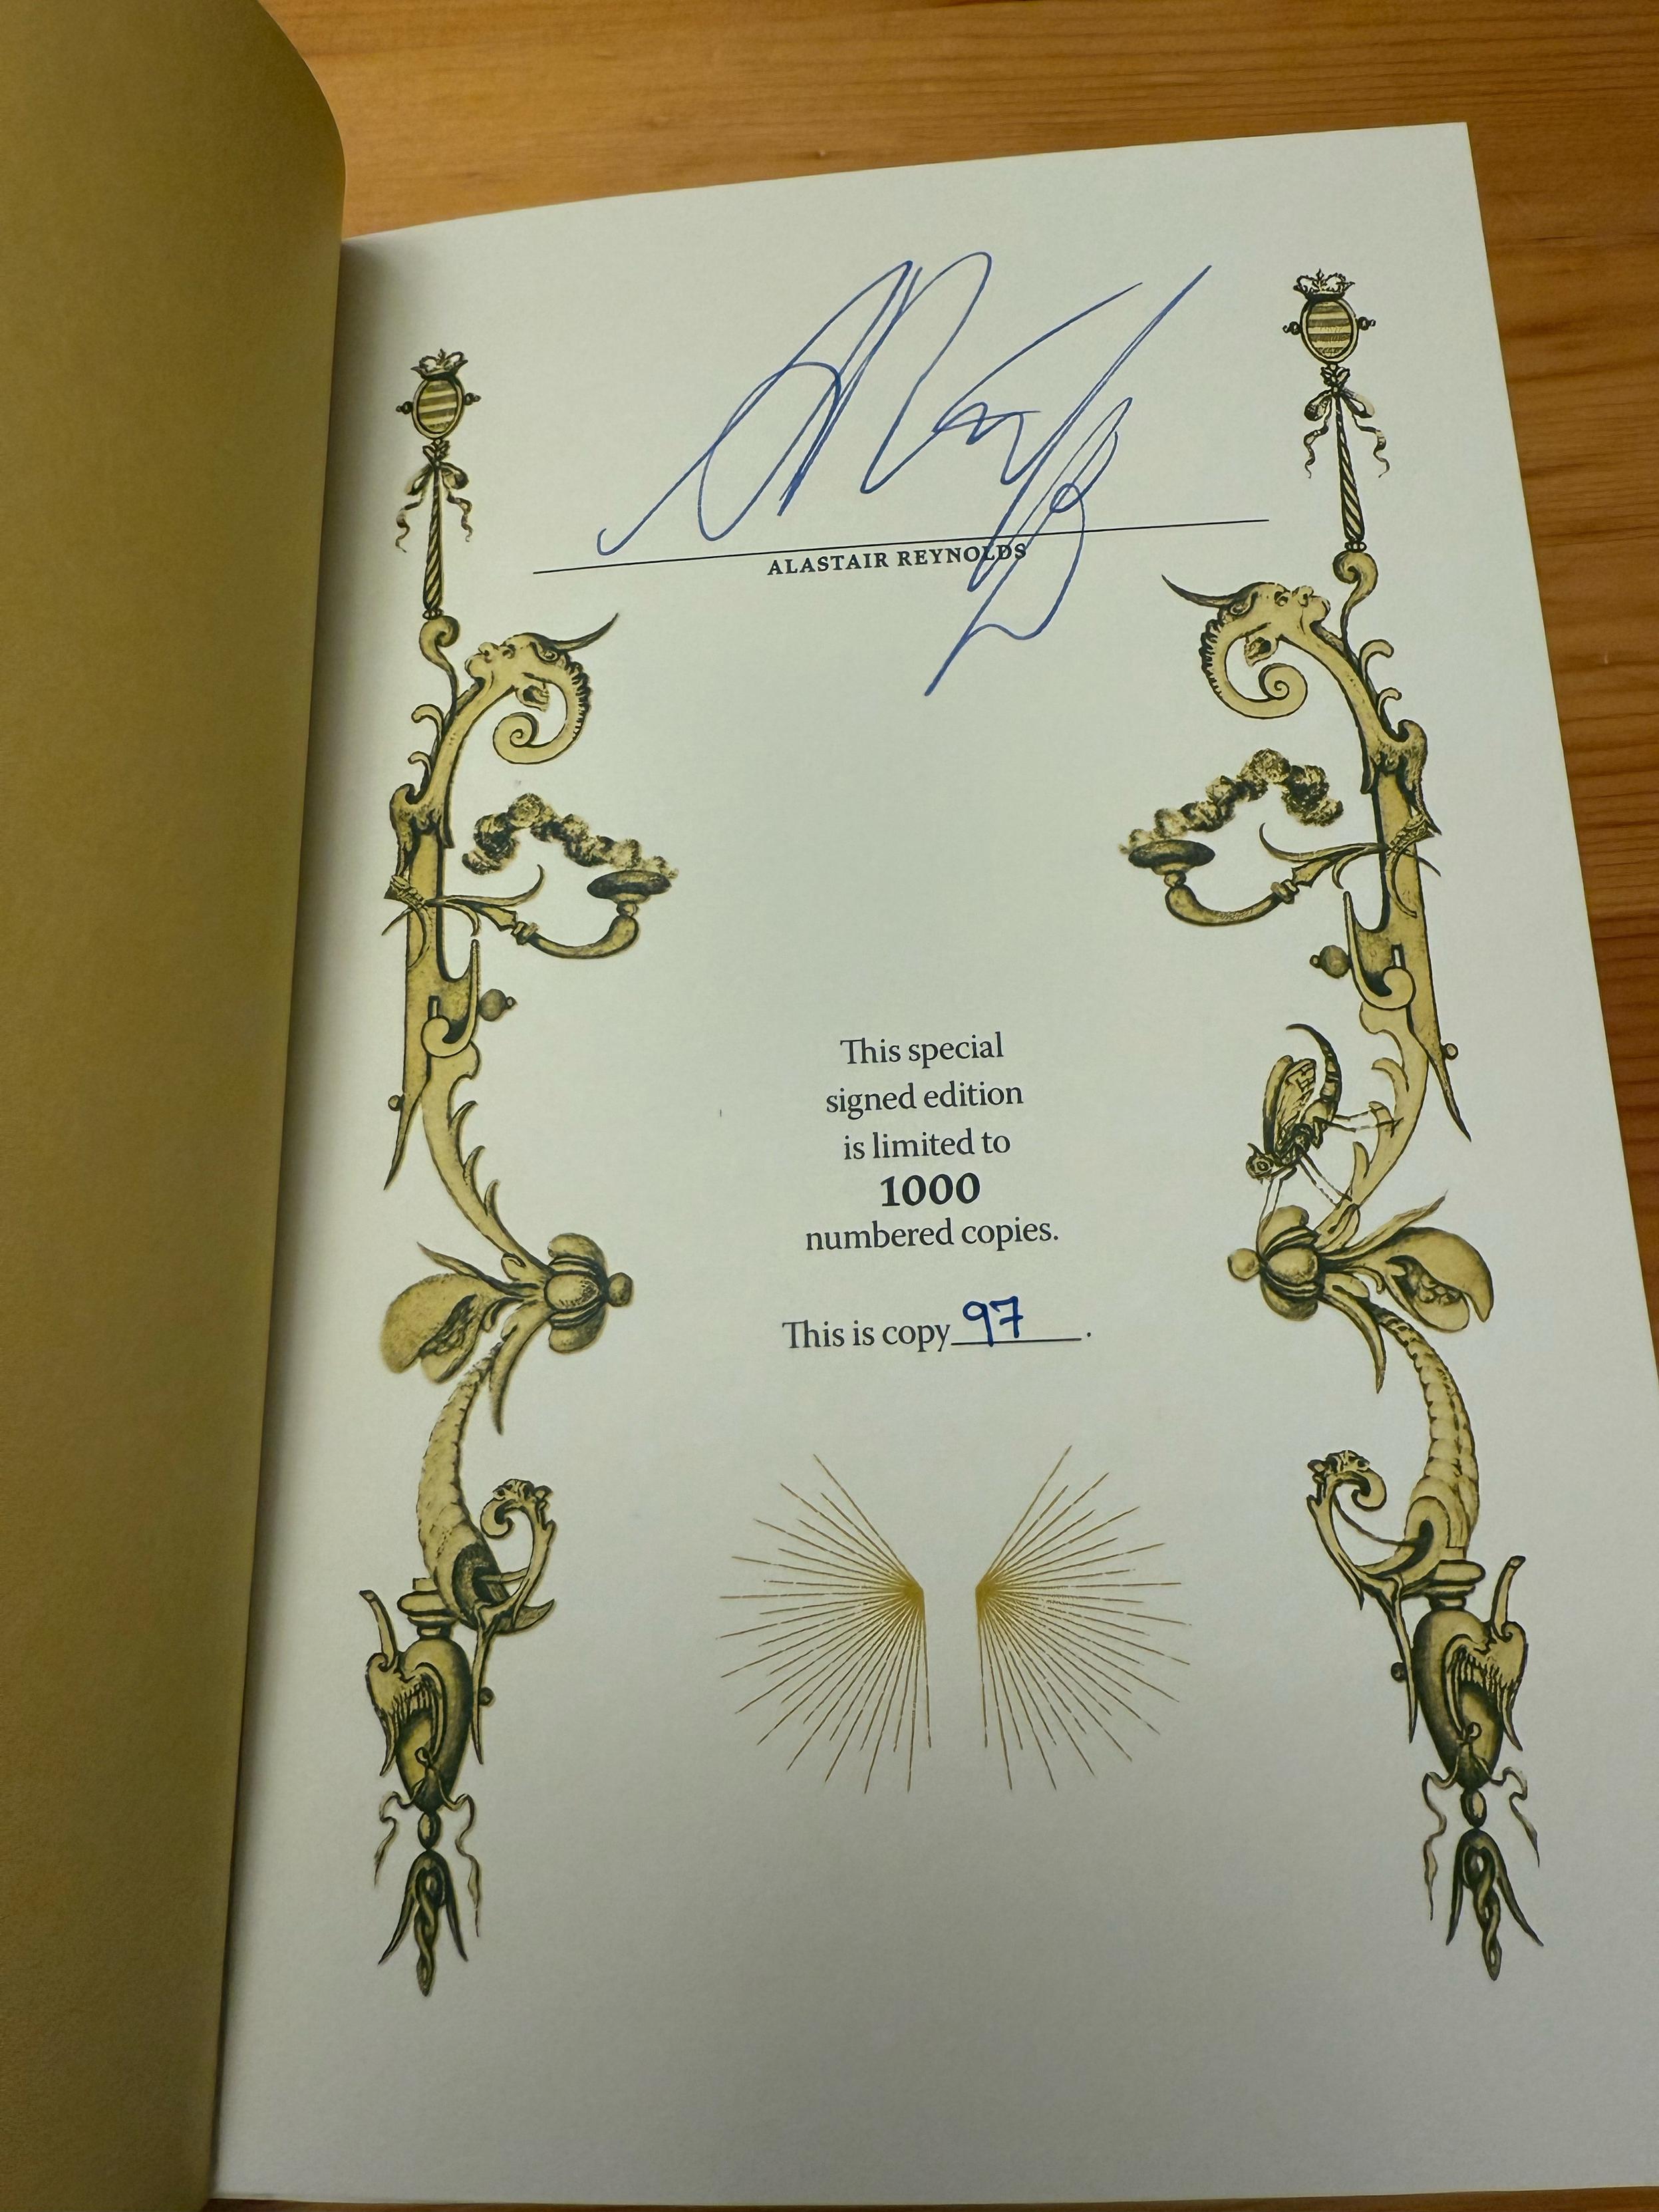 ALASTAIR REYNOLDS
This special
signed edition
is limited to
1000
numbered copies.
This is copy 97.